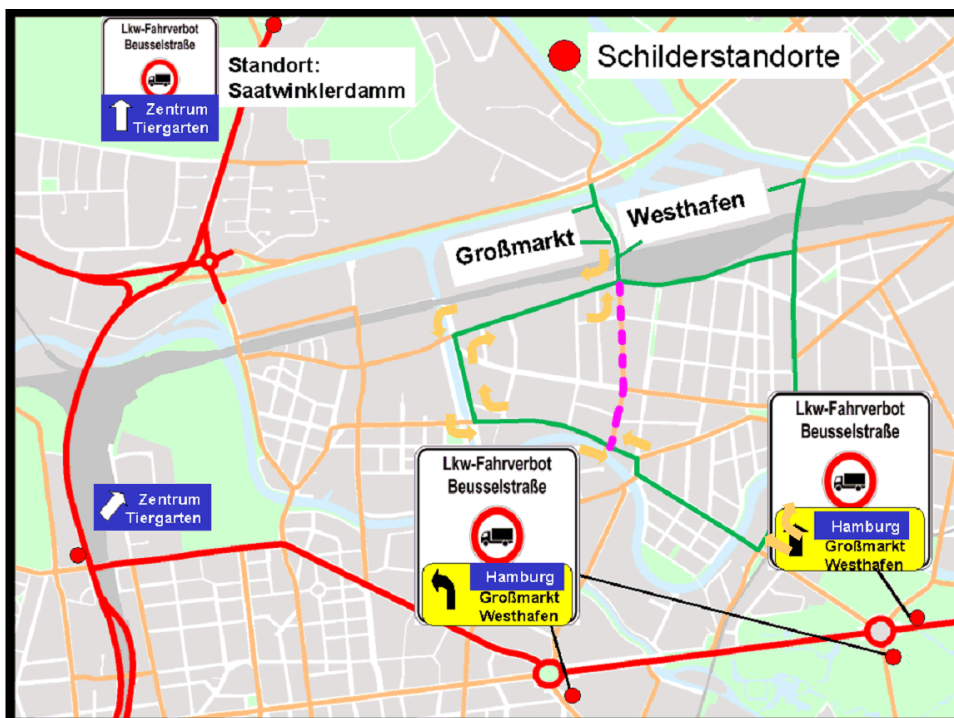 Lkw-Fahrverbot
Beusselstraße
Zentrum
Tiergarten
Standort:
Saatwinklerdamm
Schilderstandorte
Westhafen
Großmarkt
Zentrum
Tiergarten
Lkw-Fahrverbot
Beusselstraße
Hamburg
Großmarkt
Westhafen
Lkw-Fahrverbot
Beusselstraße
Hamburg
Großmarkt
Westhafen